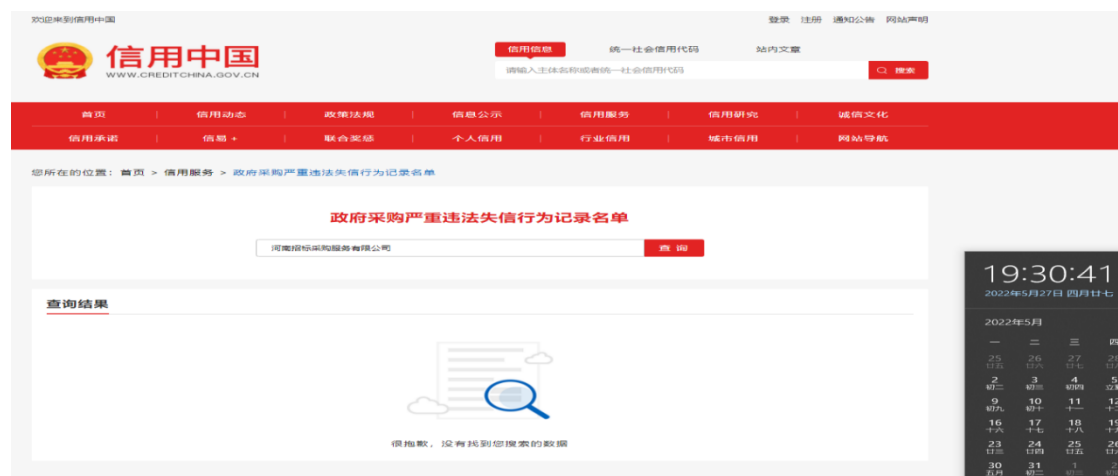 欢迎来到信用中国
登录 注册 通知公告 网站声明
信用中国
WWW.CREDITCHINA.GOV.CN
信用信息 统一社会信用代码 站内文章
请输入主体名称或者统一社会信用代码 搜索
首页 | 信用动态 | 政策法规 | 信息公示 | 信用服务 | 信用研究 | 诚信文化
信用承诺 | 信易+ | 联合奖惩 | 个人信用 | 行业信用 | 城市信用 | 网站导航
您所在的位置：首页 > 信用服务 > 政府采购严重违法失信行为记录名单
政府采购严重违法失信行为记录名单
河南招标采购服务有限公司 查询
查询结果
很抱歉，没有找到您搜索的数据
19:30:41
2022年5月27日 四月廿七
2022年5月
一 二 三 四
25 26 27 28
廿五 廿六 廿七
2 3 4 5
初二 初三 初四
9 10 11 12
初九 初十 十一
16 17 18 19
十六 十七 十八
23 24 25 26
廿三 廿四 廿五
30 31 1
五月 初二 初三